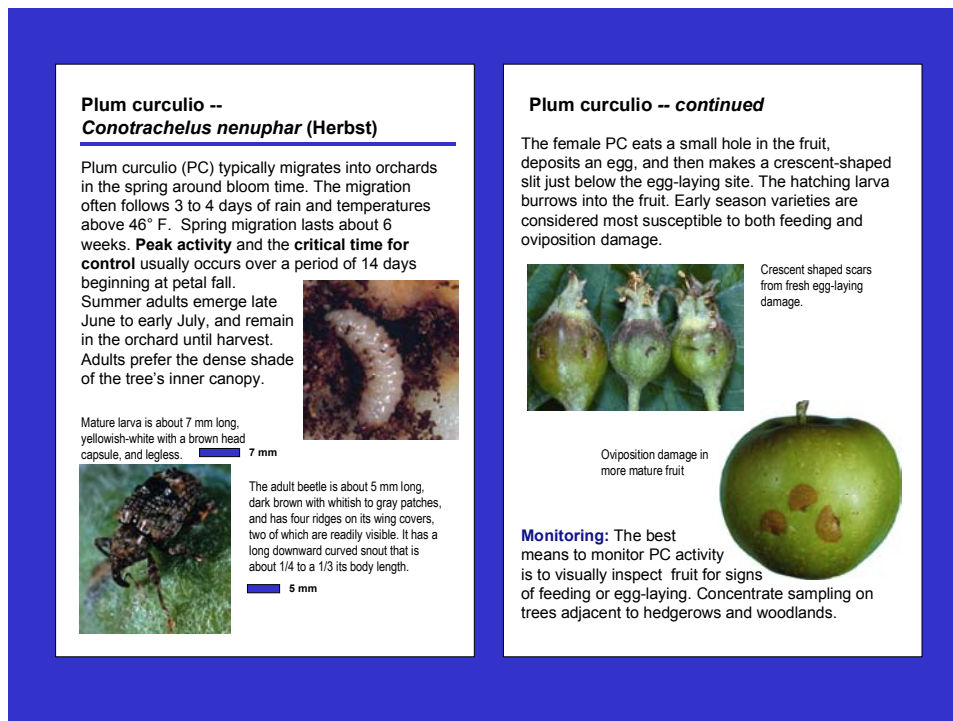 Plum curculio --
Conotrachelus nenuphar (Herbst)
Plum curculio (PC) typically migrates into orchards
in the spring around bloom time. The migration
often follows 3 to 4 days of rain and temperatures
above 46° F.  Spring migration lasts about 6
weeks. Peak activity and the critical time for
control usually occurs over a period of 14 days
beginning at petal fall.
Summer adults emerge late
June to early July, and remain
in the orchard until harvest.
Adults prefer the dense shade
of the tree's inner canopy.
Mature larva is about 7 mm long,
yellowish-white with a brown head
capsule, and legless.
7 mm
The adult beetle is about 5 mm long,
dark brown with whitish to gray patches,
and has four ridges on its wing covers,
two of which are readily visible. It has a
long downward curved snout that is
about 1/4 to a 1/3 its body length.
5 mm
Plum curculio -- continued
The female PC eats a small hole in the fruit,
deposits an egg, and then makes a crescent-shaped
slit just below the egg-laying site. The hatching larva
burrows into the fruit. Early season varieties are
considered most susceptible to both feeding and
oviposition damage.
Crescent shaped scars
from fresh egg-laying
damage.
Oviposition damage in
more mature fruit
Monitoring: The best
means to monitor PC activity
is to visually inspect  fruit for signs
of feeding or egg-laying. Concentrate sampling on
trees adjacent to hedgerows and woodlands.